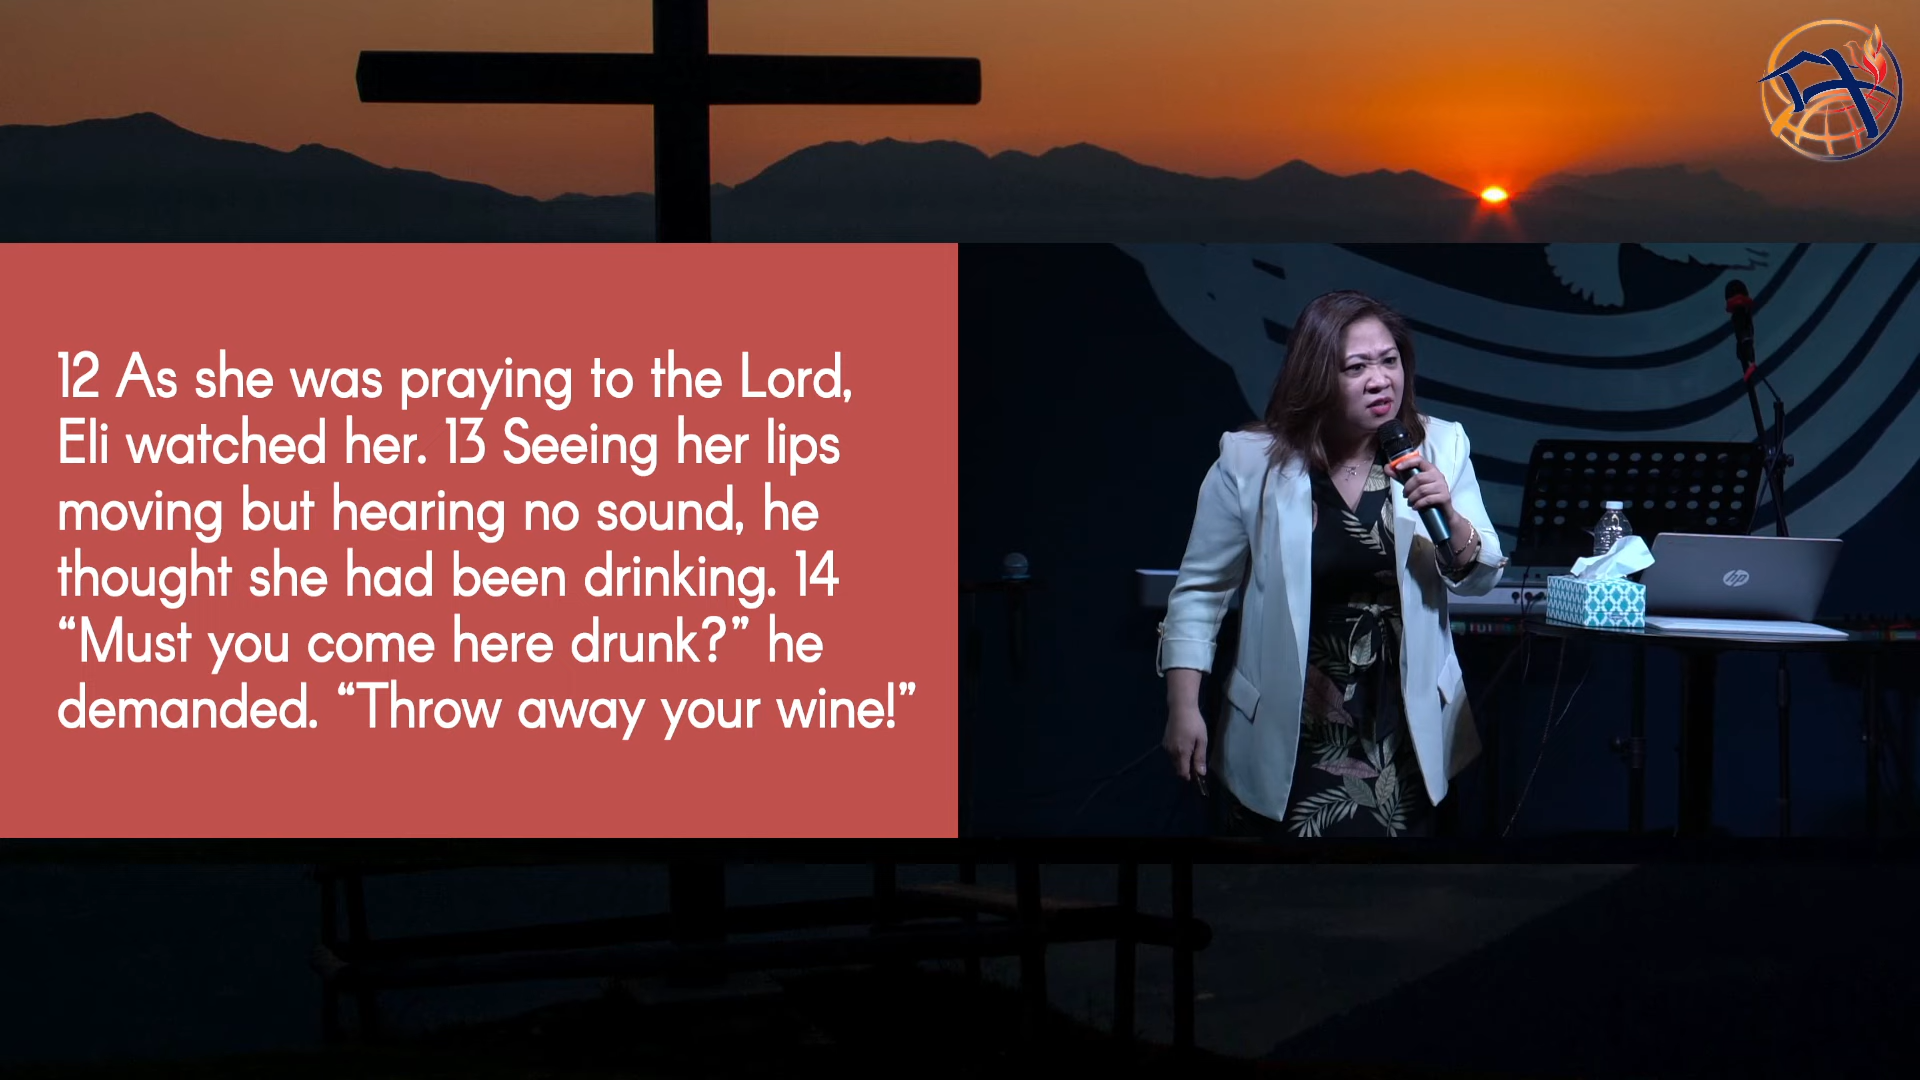 12 As she was praying to the Lord,
Eli watched her. 13 Seeing her lips
moving but hearing no sound, he
thought she had been drinking. 14
“Must you come here drunk?” he
demanded. “Throw away your wine!”
hp